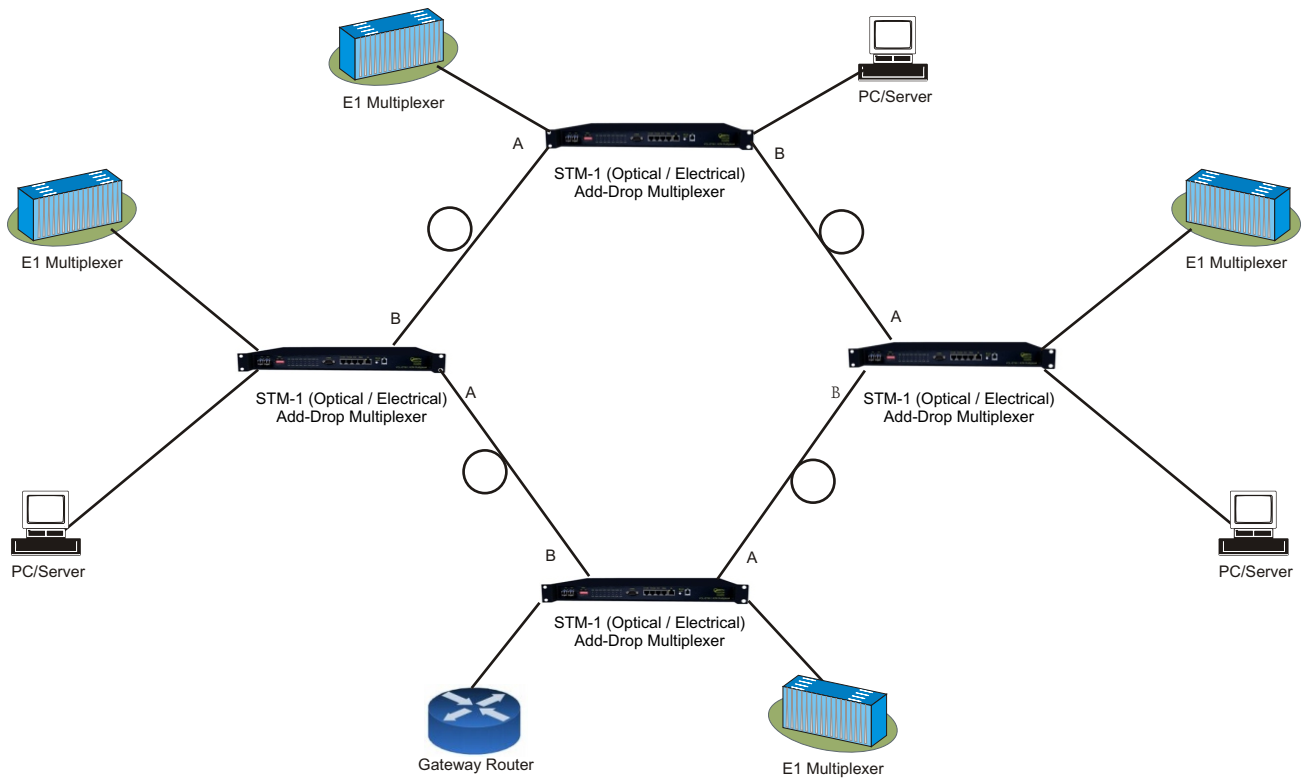 E1 Multiplexer
PC/Server
A
B
STM-1 (Optical / Electrical)
Add-Drop Multiplexer
E1 Multiplexer
E1 Multiplexer
B
A
STM-1 (Optical / Electrical)
Add-Drop Multiplexer
A
B
STM-1 (Optical / Electrical)
Add-Drop Multiplexer
PC/Server
PC/Server
B
A
STM-1 (Optical / Electrical)
Add-Drop Multiplexer
Gateway Router
E1 Multiplexer